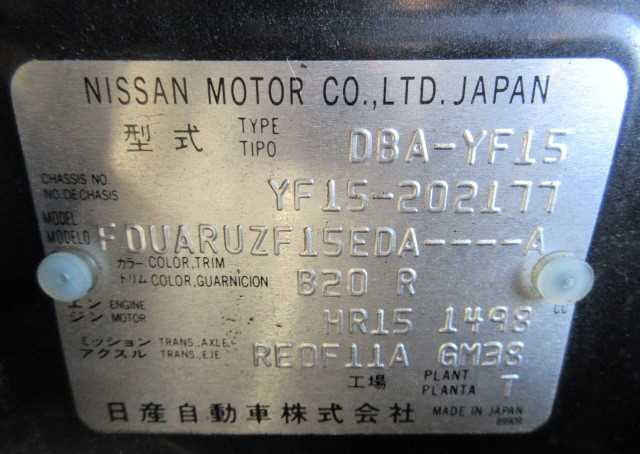 NISSAN MOTOR CO.,LTD. JAPAN
型式 TYPE TIPO DBA-YF15
CHASSIS NO. NO. DE CHASIS YF15-202177
MODEL MODELO FDUARUZF15EDA----A
カラー COLOR,TRIM
トリム COLOR,GUARNICION B20 R
エンジン ENGINE MOTOR HR15 1498 CC
ミッション TRANS.,AXLE
アクスル TRANS.,EJE RE0F11A GM38
工場 PLANT PLANTA T
日産自動車株式会社 MADE IN JAPAN